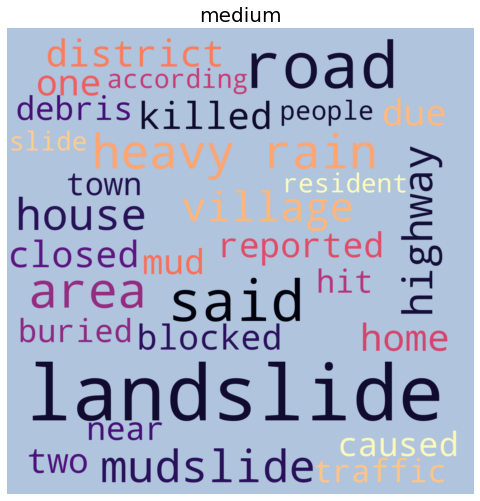 medium
district
road
one
according
debris
killed
people
due
slide
heavy rain
highway
town
resident
house
village
closed
mud
reported
area
said
hit
buried
blocked
home
landslide
near
caused
two
mudslide
traffic